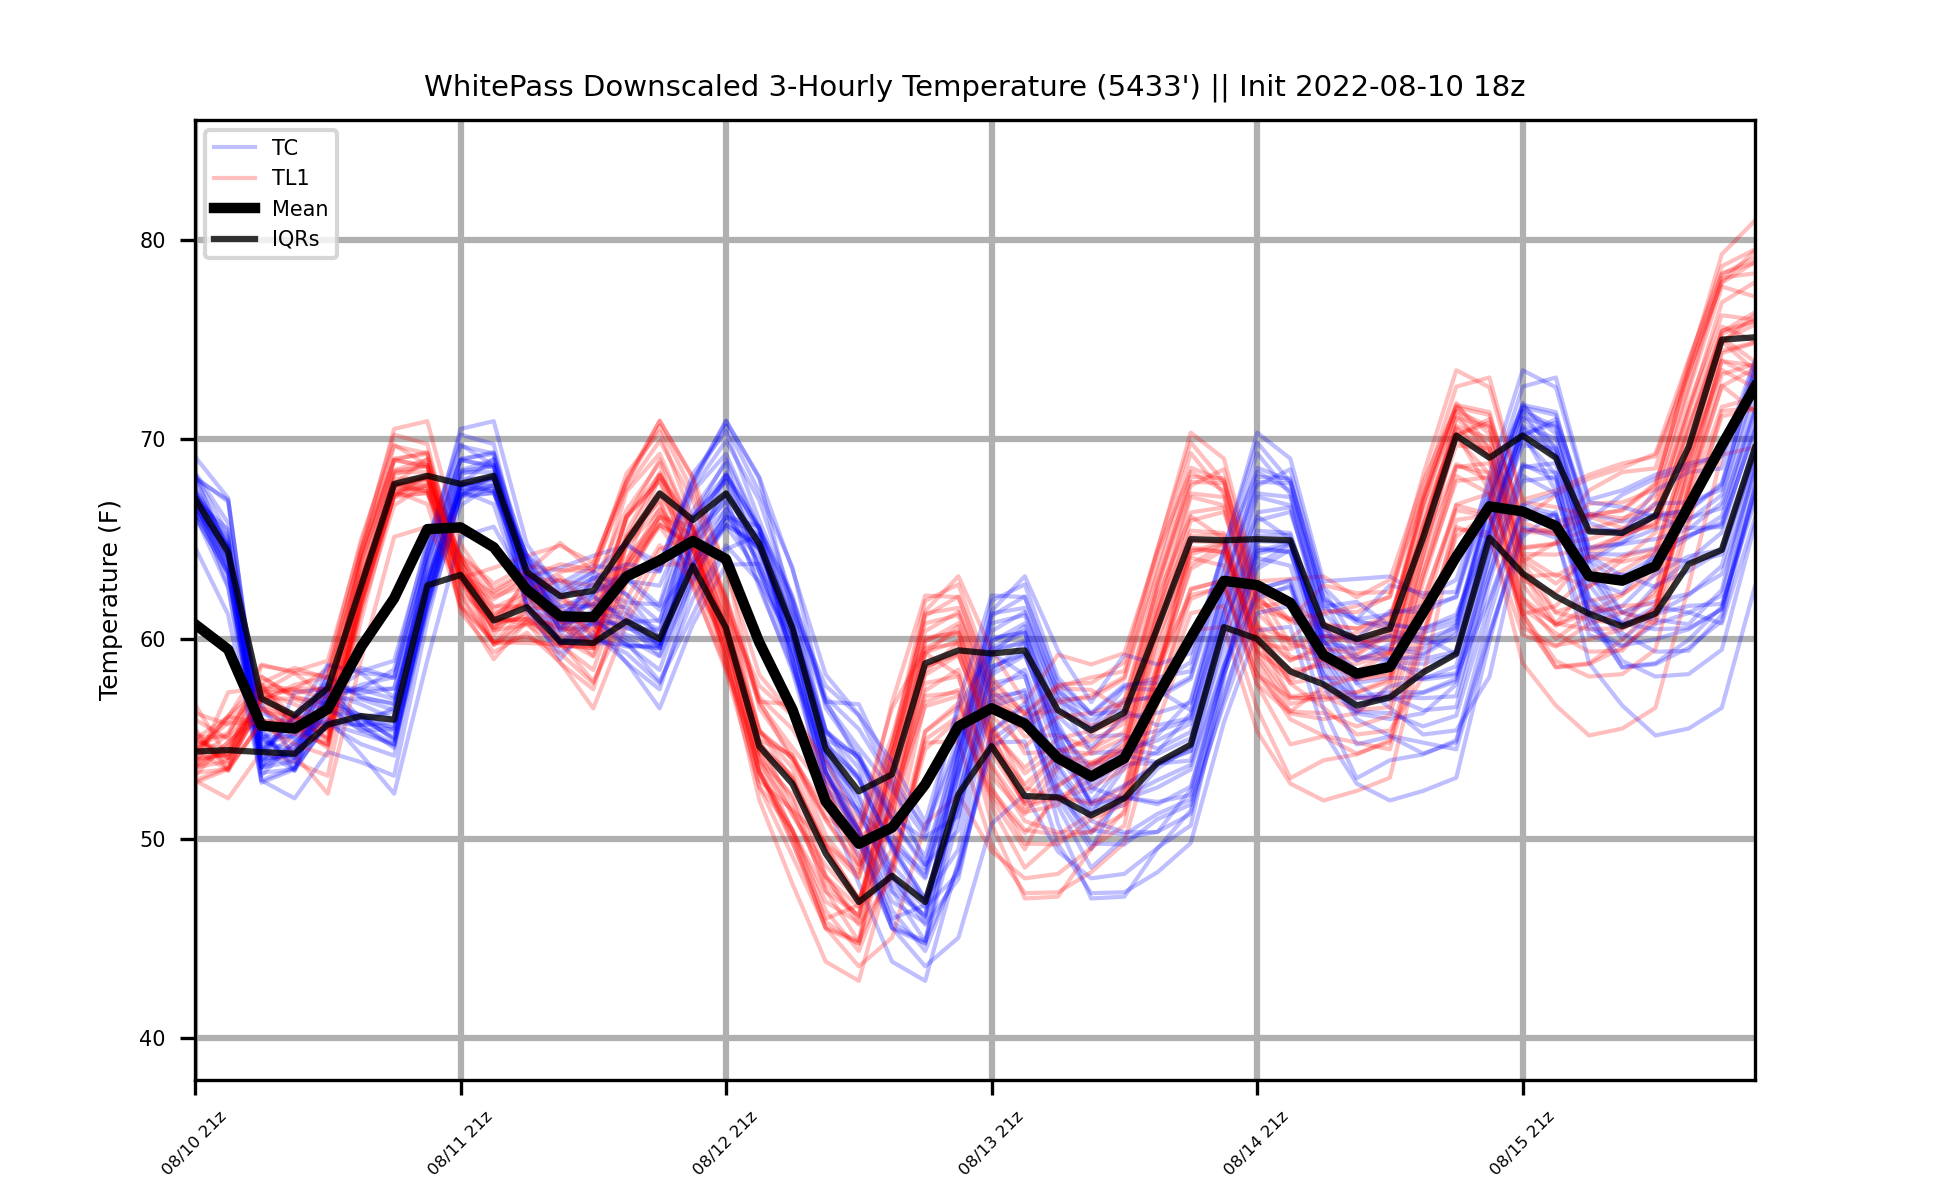 WhitePass Downscaled 3-Hourly Temperature (5433') || Init 2022-08-10 18z
TC
TL1
Mean
IQRs
Temperature (F)
80
70
60
50
40
08/10 21z
08/11 21z
08/12 21z
08/13 21z
08/14 21z
08/15 21z